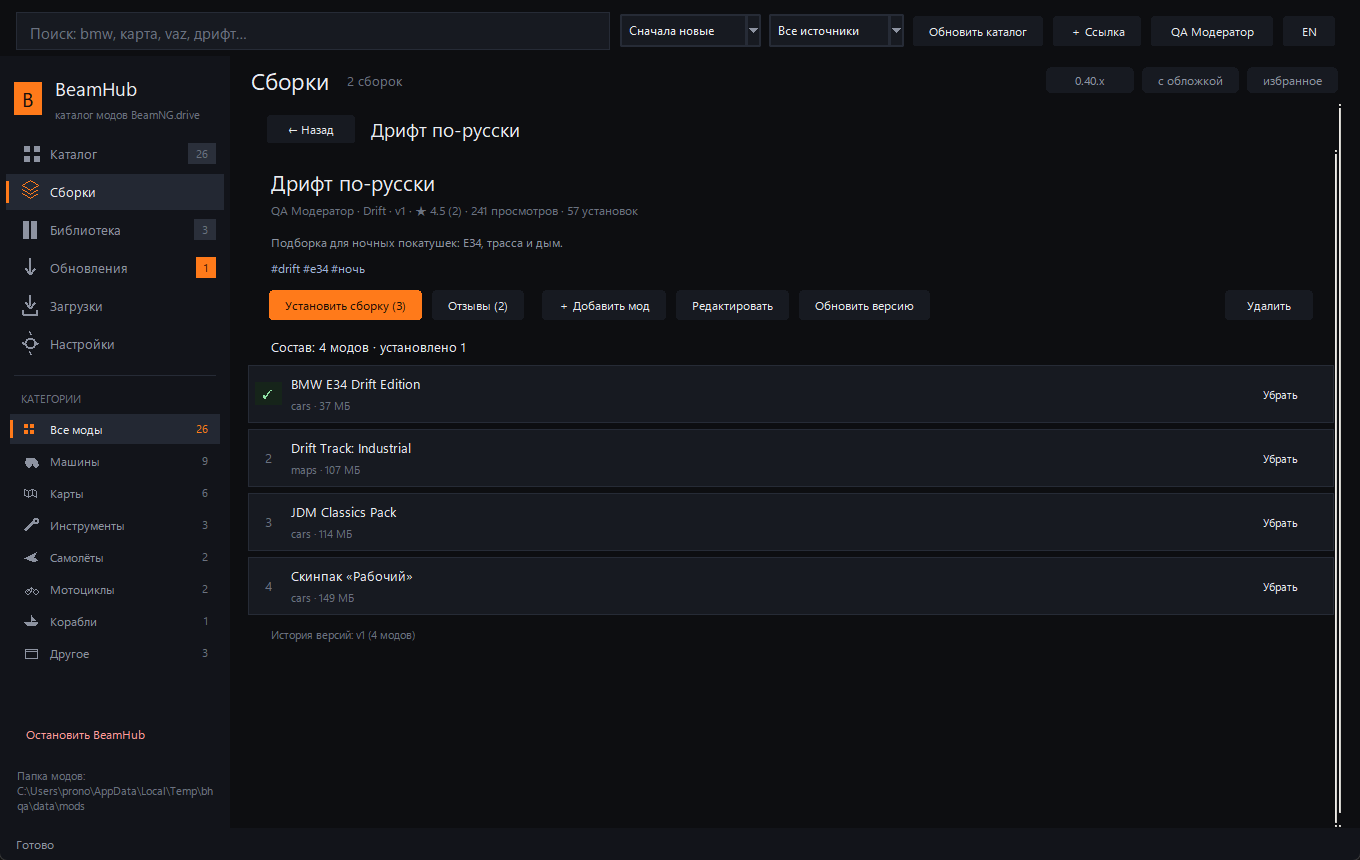 Поиск: bmw, карта, vaz, дрифт...
Сначала новые
Все источники
Обновить каталог
+ Ссылка
QA Модератор
EN
B
BeamHub
каталог модов BeamNG.drive
Каталог 26
Сборки
Библиотека 3
Обновления 1
Загрузки
Настройки
КАТЕГОРИИ
Все моды 26
Машины 9
Карты 6
Инструменты 3
Самолёты 2
Мотоциклы 2
Корабли 1
Другое 3
Остановить BeamHub
Папка модов:
C:\Users\prono\AppData\Local\Temp\bh
qa\data\mods
Готово
Сборки 2 сборок
0.40.x
с обложкой
избранное
← Назад
Дрифт по-русски
Дрифт по-русски
QA Модератор · Drift · v1 · ★ 4.5 (2) · 241 просмотров · 57 установок
Подборка для ночных покатушек: E34, трасса и дым.
#drift #e34 #ночь
Установить сборку (3)
Отзывы (2)
+ Добавить мод
Редактировать
Обновить версию
Удалить
Состав: 4 модов · установлено 1
✓ BMW E34 Drift Edition
cars · 37 МБ
Убрать
2 Drift Track: Industrial
maps · 107 МБ
Убрать
3 JDM Classics Pack
cars · 114 МБ
Убрать
4 Скинпак «Рабочий»
cars · 149 МБ
Убрать
История версий: v1 (4 модов)